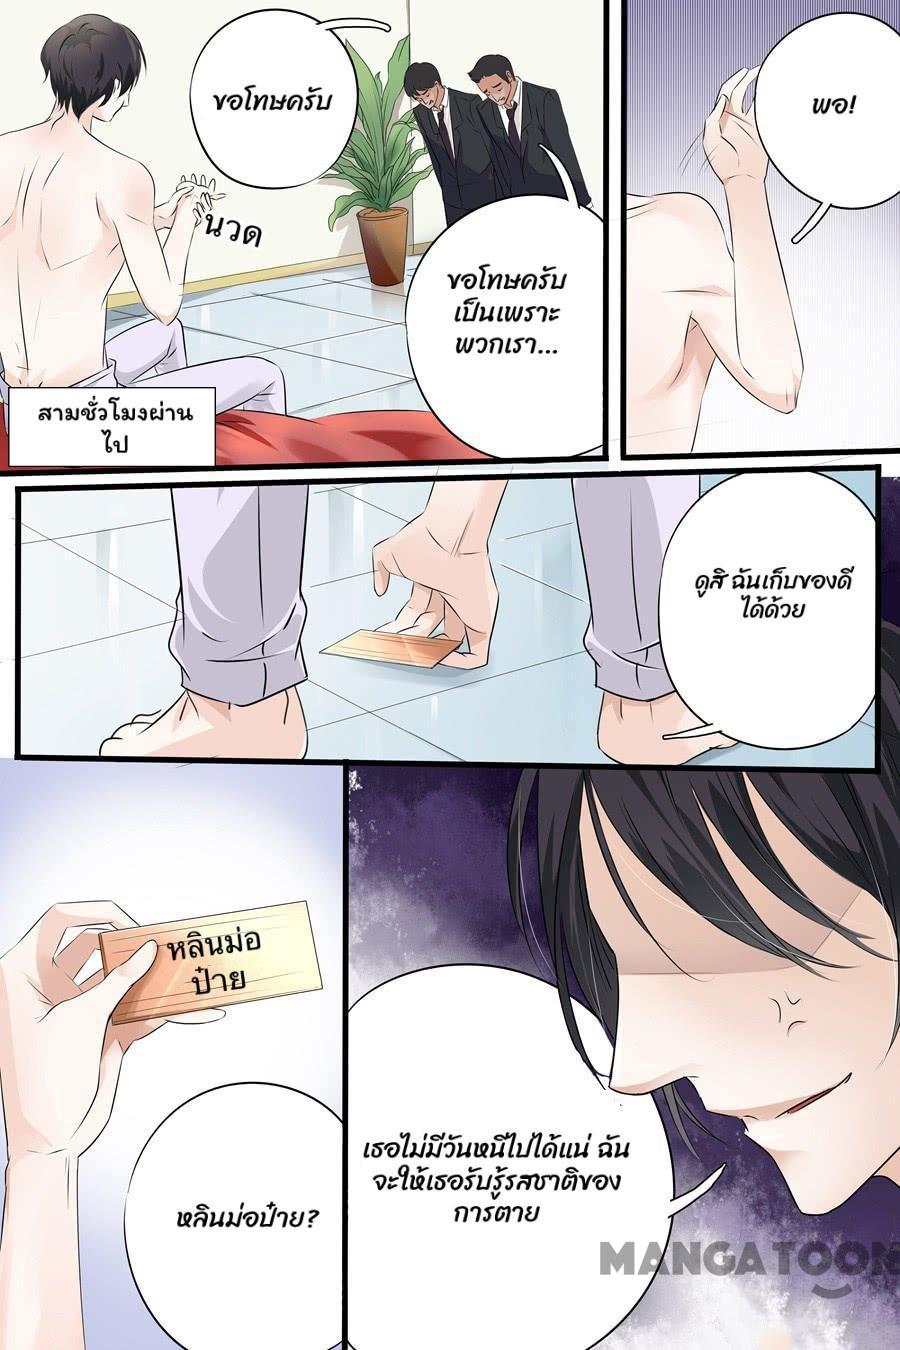 ขอโทษครับ
นวด
ขอโทษครับ
เป็นเพราะ
พวกเรา...
สามชั่วโมงผ่าน
ไป
พอ!
ดูสิ ฉันเก็บของดี
ได้ด้วย
หลินม่อ
ป๋าย
หลินม่อป๋าย?
เธอไม่มีวันหนีไปได้แน่ ฉัน
จะให้เธอรับรู้รสชาติของ
การตาย
MANGATOON